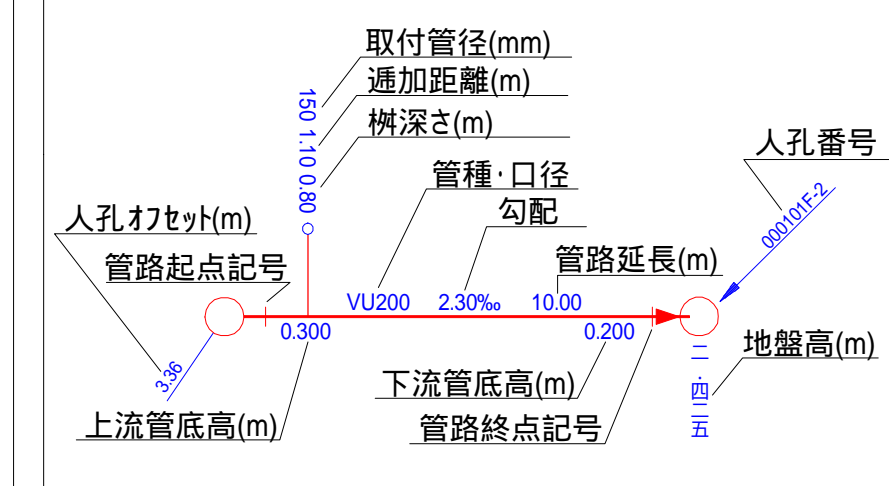 取付管径(mm)
逓加距離(m)
桝深さ(m)
150 1.10 0.80
人孔番号
000101F-2
管種・口径
勾配
人孔オフセット(m)
管路起点記号
管路延長(m)
VU200 2.30‰ 10.00
0.300 0.200
3.36
地盤高(m)
二.四二五
下流管底高(m)
上流管底高(m)
管路終点記号